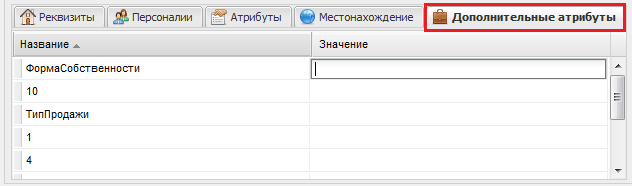 Реквизиты Персоналии Атрибуты Местонахождение Дополнительные атрибуты
Название Значение
ФормаСобственности
10
ТипПродажи
1
4